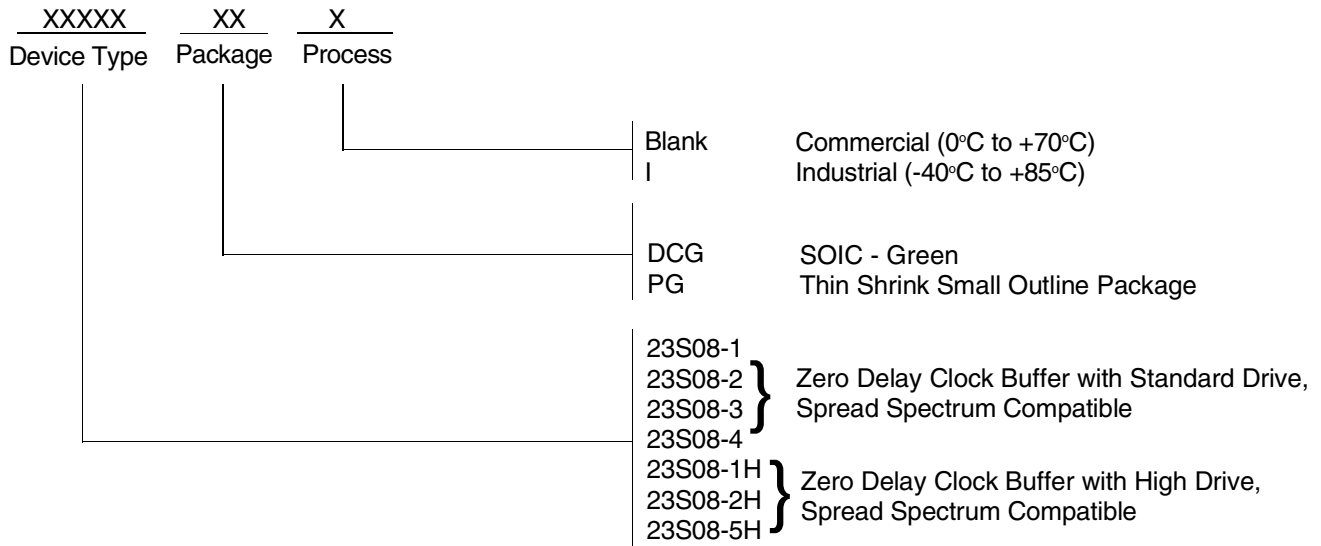 XXXXX XX X
Device Type Package Process
Blank Commercial (0°C to +70°C)
I Industrial (-40°C to +85°C)
DCG SOIC - Green
PG Thin Shrink Small Outline Package
23S08-1
23S08-2
23S08-3
23S08-4
Zero Delay Clock Buffer with Standard Drive,
Spread Spectrum Compatible
23S08-1H
23S08-2H
23S08-5H
Zero Delay Clock Buffer with High Drive,
Spread Spectrum Compatible